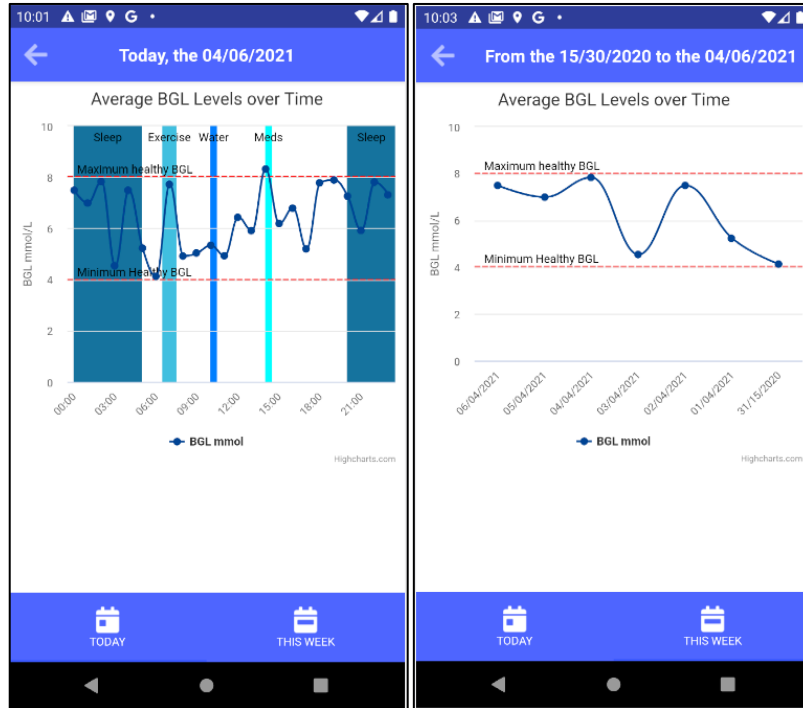 10:01
Today, the 04/06/2021
Average BGL Levels over Time
10
8
6
4
2
0
BGL mmol/L
Sleep
Exercise
Water
Meds
Sleep
Maximum healthy BGL
Minimum Healthy BGL
00:00
03:00
06:00
09:00
12:00
15:00
18:00
21:00
BGL mmol
Highcharts.com
TODAY
THIS WEEK
10:03
From the 15/30/2020 to the 04/06/2021
Average BGL Levels over Time
10
8
6
4
2
0
BGL mmol/L
Maximum healthy BGL
Minimum Healthy BGL
06/04/2021
05/04/2021
04/04/2021
03/04/2021
02/04/2021
01/04/2021
31/15/2020
BGL mmol
Highcharts.com
TODAY
THIS WEEK